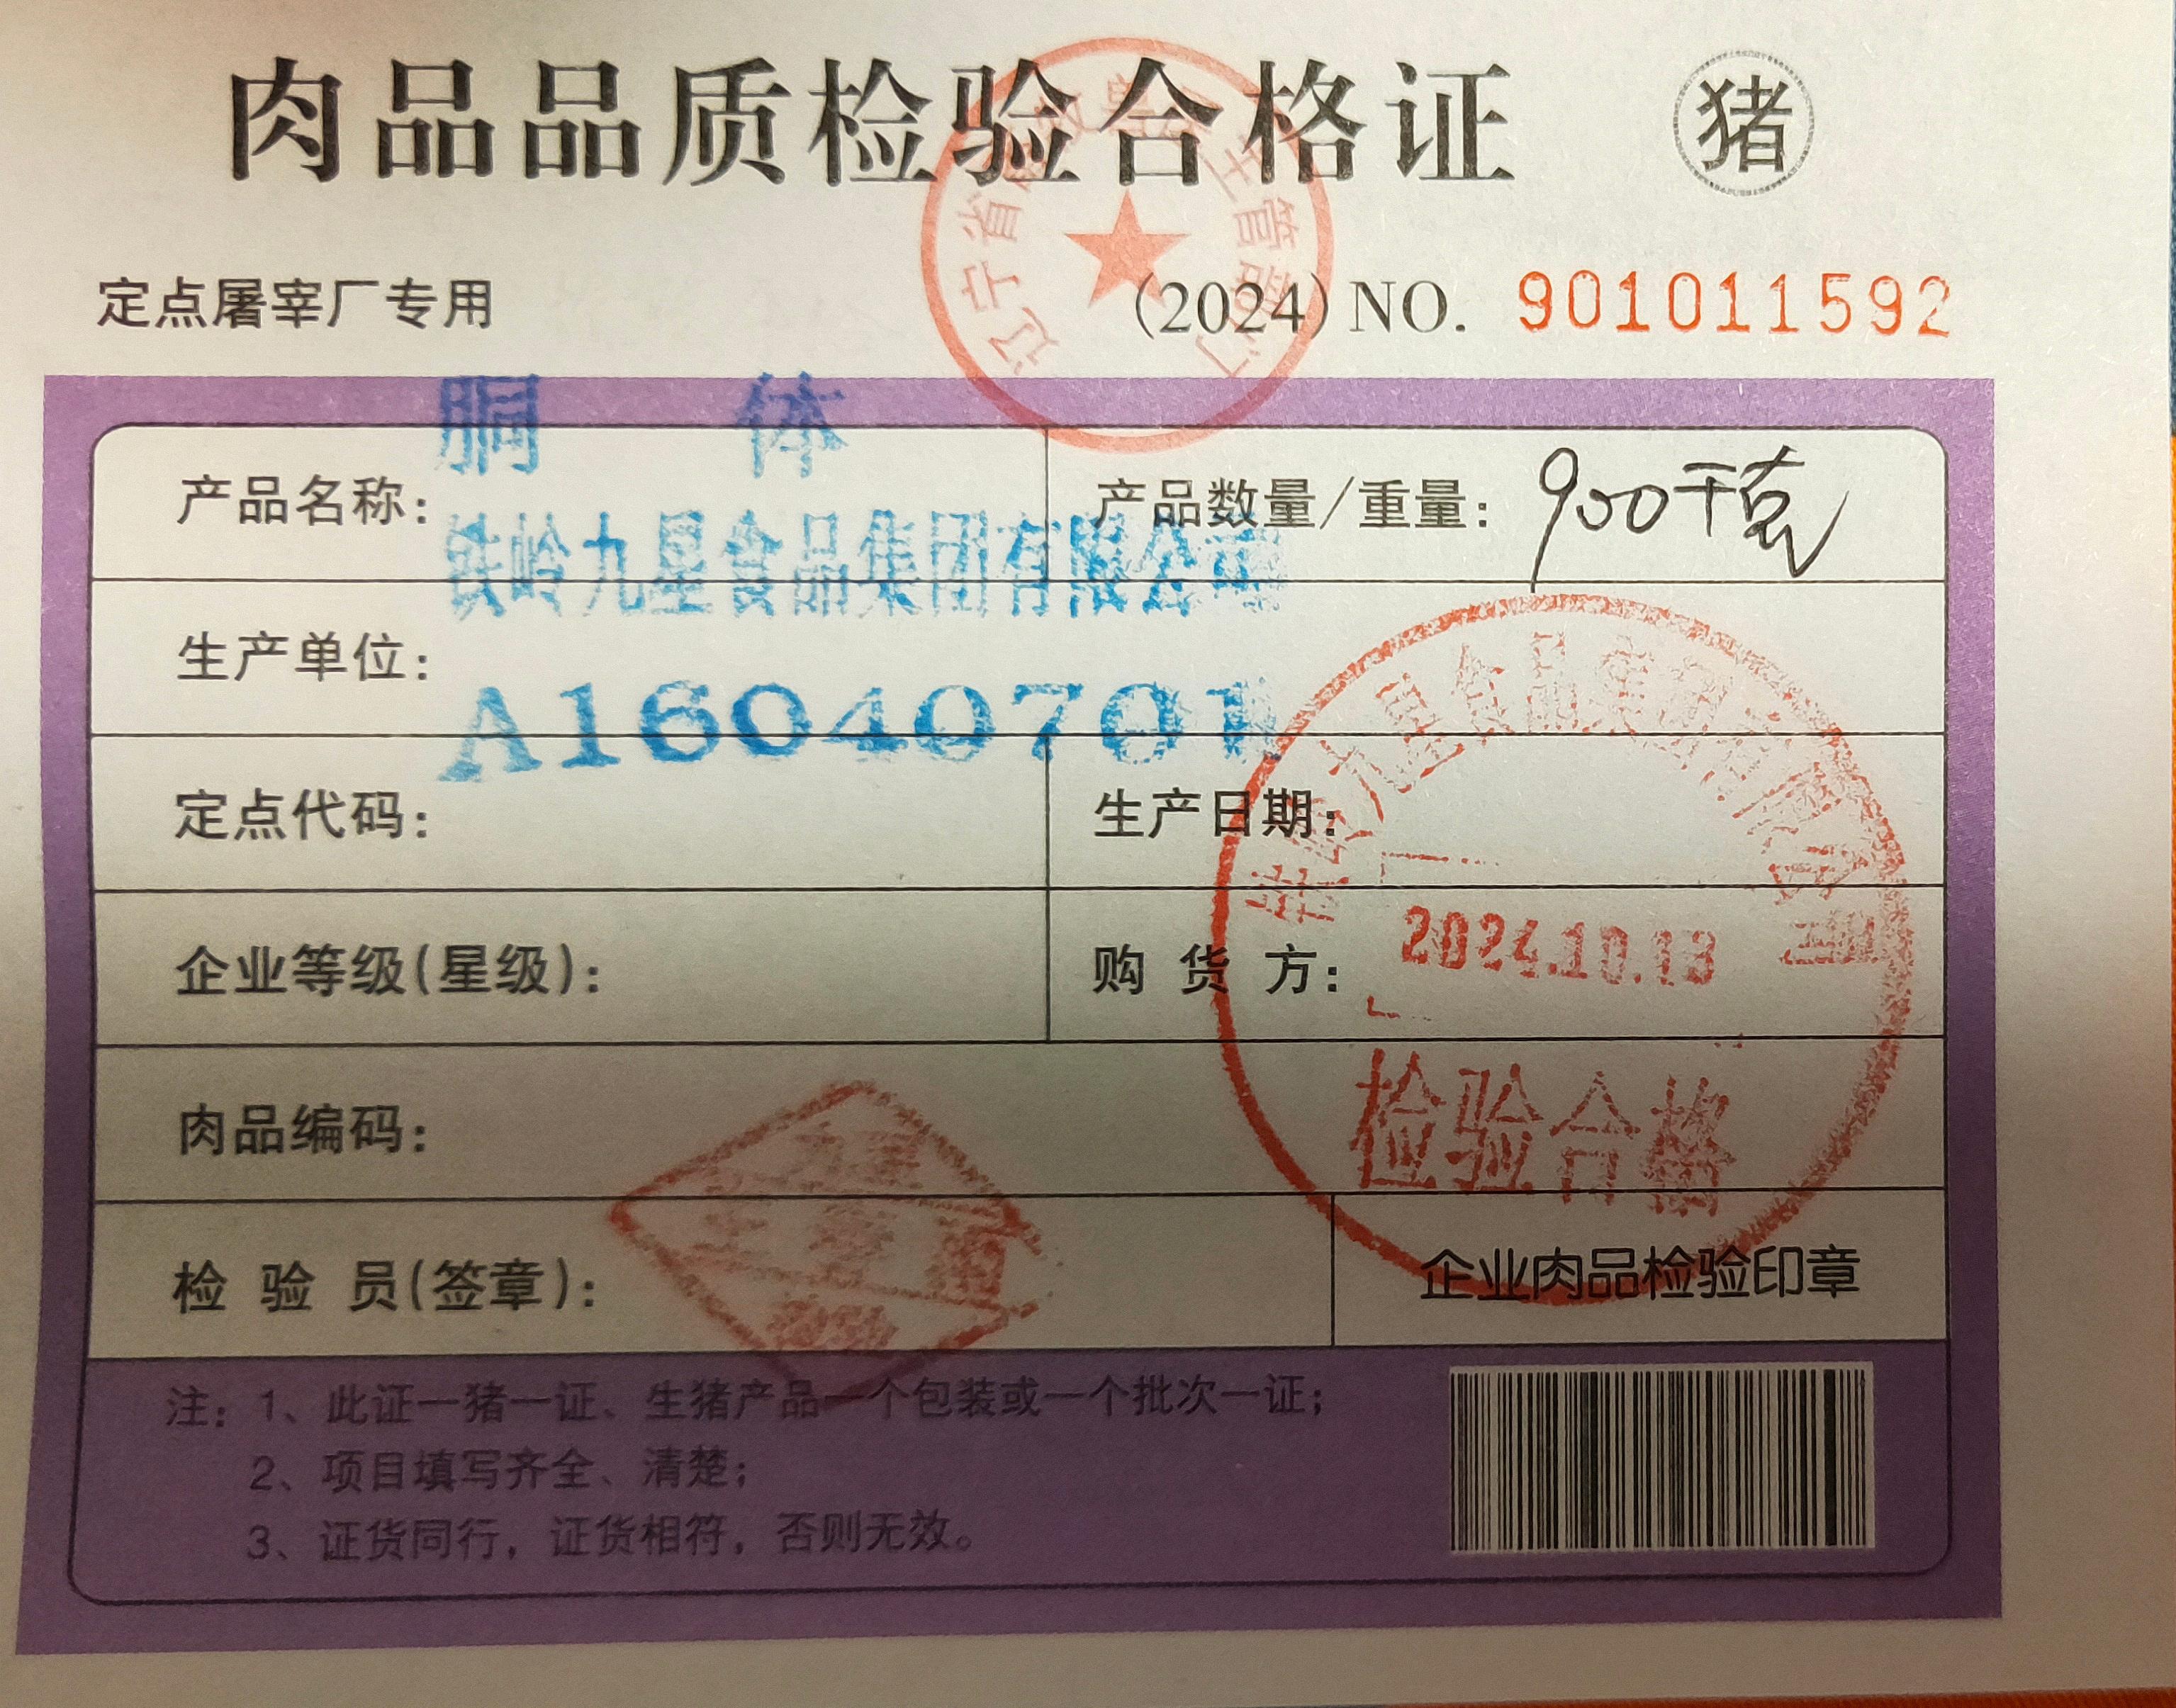 肉品品质检验合格证 猪
定点屠宰厂专用 (2024) NO. 901011592
胴 体
产品名称: 产品数量/重量: 900千克
铁岭九星食品集团有限公司
生产单位:
A16040701
定点代码: 生产日期:
企业等级(星级): 购货方: 2024.10.13
检验合格
肉品编码:
检验员(签章): 企业肉品检验印章
注: 1、此证一猪一证、生猪产品一个包装或一个批次一证;
2、项目填写齐全、清楚;
3、证货同行,证货相符,否则无效。